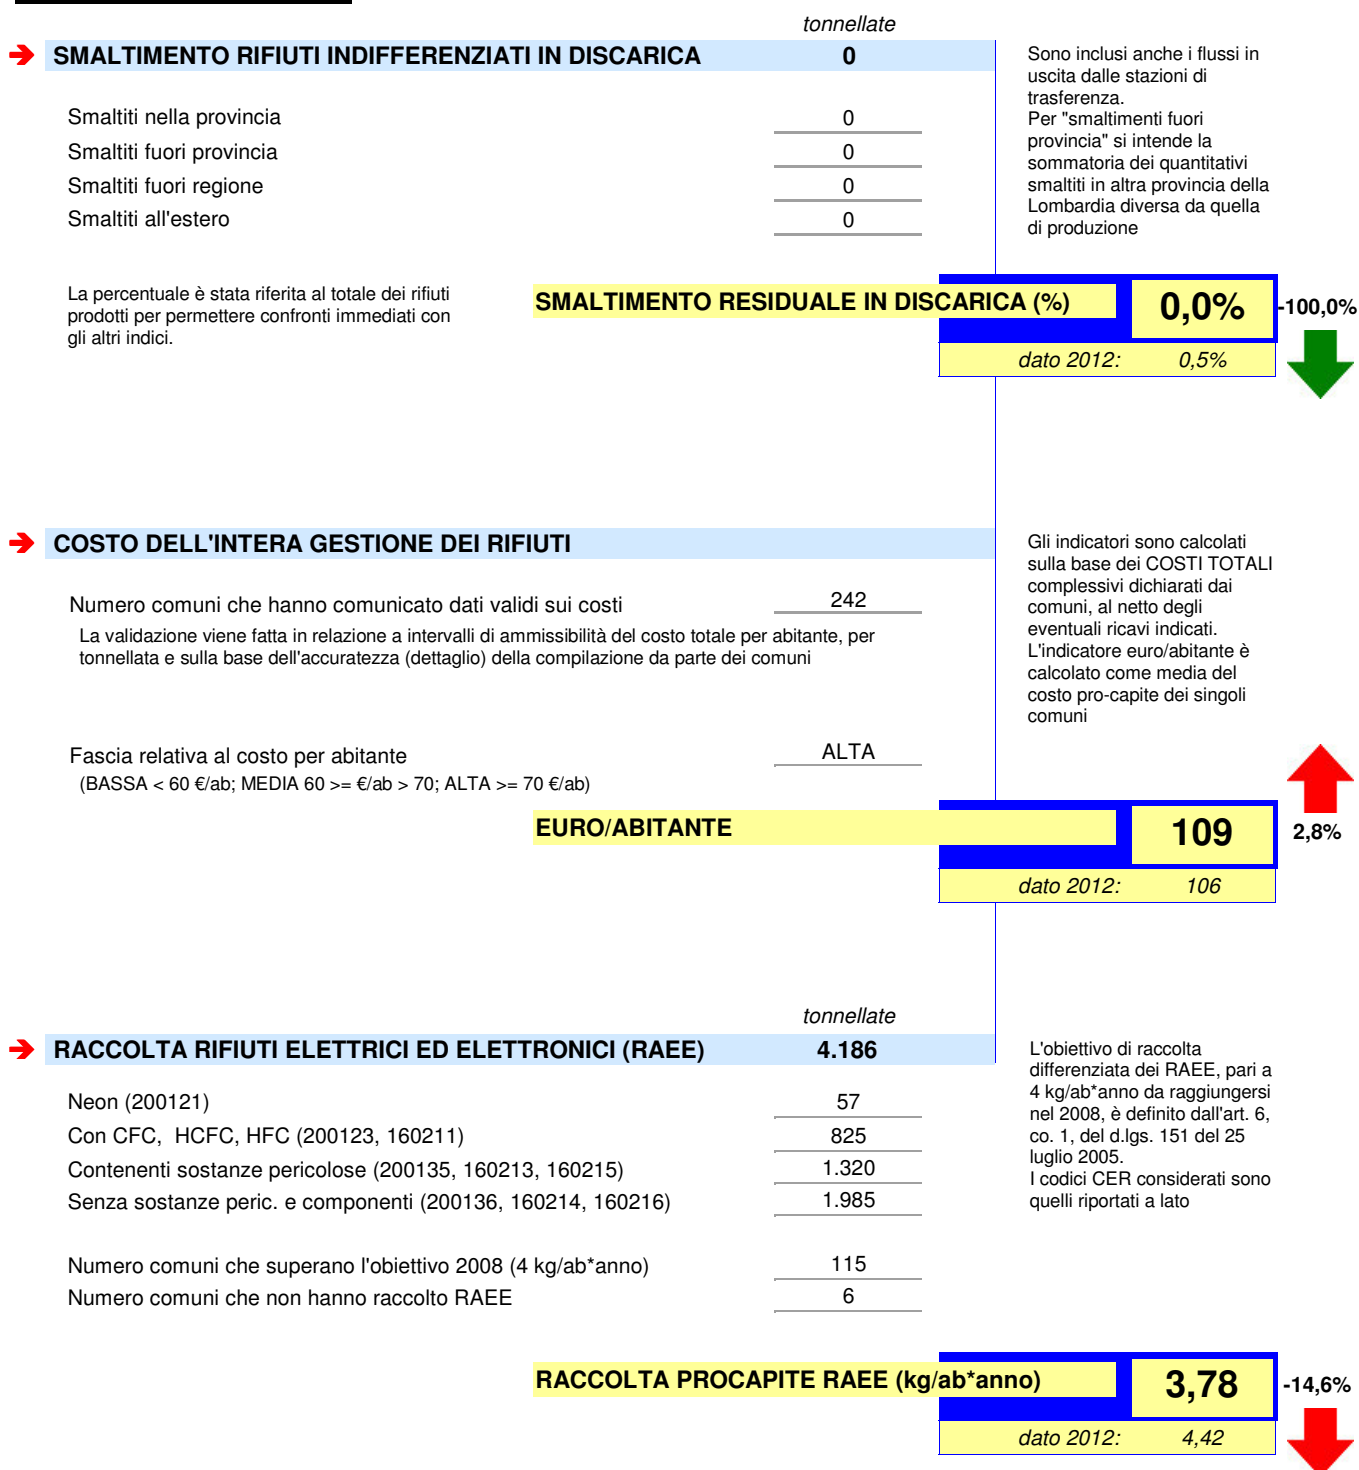 tonnellate
SMALTIMENTO RIFIUTI INDIFFERENZIATI IN DISCARICA 0
Smaltiti nella provincia 0
Smaltiti fuori provincia 0
Smaltiti fuori regione 0
Smaltiti all'estero 0
Sono inclusi anche i flussi in
uscita dalle stazioni di
trasferenza.
Per "smaltimenti fuori
provincia" si intende la
sommatoria dei quantitativi
smaltiti in altra provincia della
Lombardia diversa da quella
di produzione
La percentuale è stata riferita al totale dei rifiuti
prodotti per permettere confronti immediati con
gli altri indici.
SMALTIMENTO RESIDUALE IN DISCARICA (%) 0,0% -100,0%
dato 2012: 0,5%
COSTO DELL'INTERA GESTIONE DEI RIFIUTI
Numero comuni che hanno comunicato dati validi sui costi 242
La validazione viene fatta in relazione a intervalli di ammissibilità del costo totale per abitante, per
tonnellata e sulla base dell'accuratezza (dettaglio) della compilazione da parte dei comuni
Gli indicatori sono calcolati
sulla base dei COSTI TOTALI
complessivi dichiarati dai
comuni, al netto degli
eventuali ricavi indicati.
L'indicatore euro/abitante è
calcolato come media del
costo pro-capite dei singoli
comuni
Fascia relativa al costo per abitante ALTA
(BASSA < 60 €/ab; MEDIA 60 >= €/ab > 70; ALTA >= 70 €/ab)
EURO/ABITANTE 109 2,8%
dato 2012: 106
tonnellate
RACCOLTA RIFIUTI ELETTRICI ED ELETTRONICI (RAEE) 4.186
Neon (200121) 57
Con CFC, HCFC, HFC (200123, 160211) 825
Contenenti sostanze pericolose (200135, 160213, 160215) 1.320
Senza sostanze peric. e componenti (200136, 160214, 160216) 1.985
L'obiettivo di raccolta
differenziata dei RAEE, pari a
4 kg/ab*anno da raggiungersi
nel 2008, è definito dall'art. 6,
co. 1, del d.lgs. 151 del 25
luglio 2005.
I codici CER considerati sono
quelli riportati a lato
Numero comuni che superano l'obiettivo 2008 (4 kg/ab*anno) 115
Numero comuni che non hanno raccolto RAEE 6
RACCOLTA PROCAPITE RAEE (kg/ab*anno) 3,78 -14,6%
dato 2012: 4,42